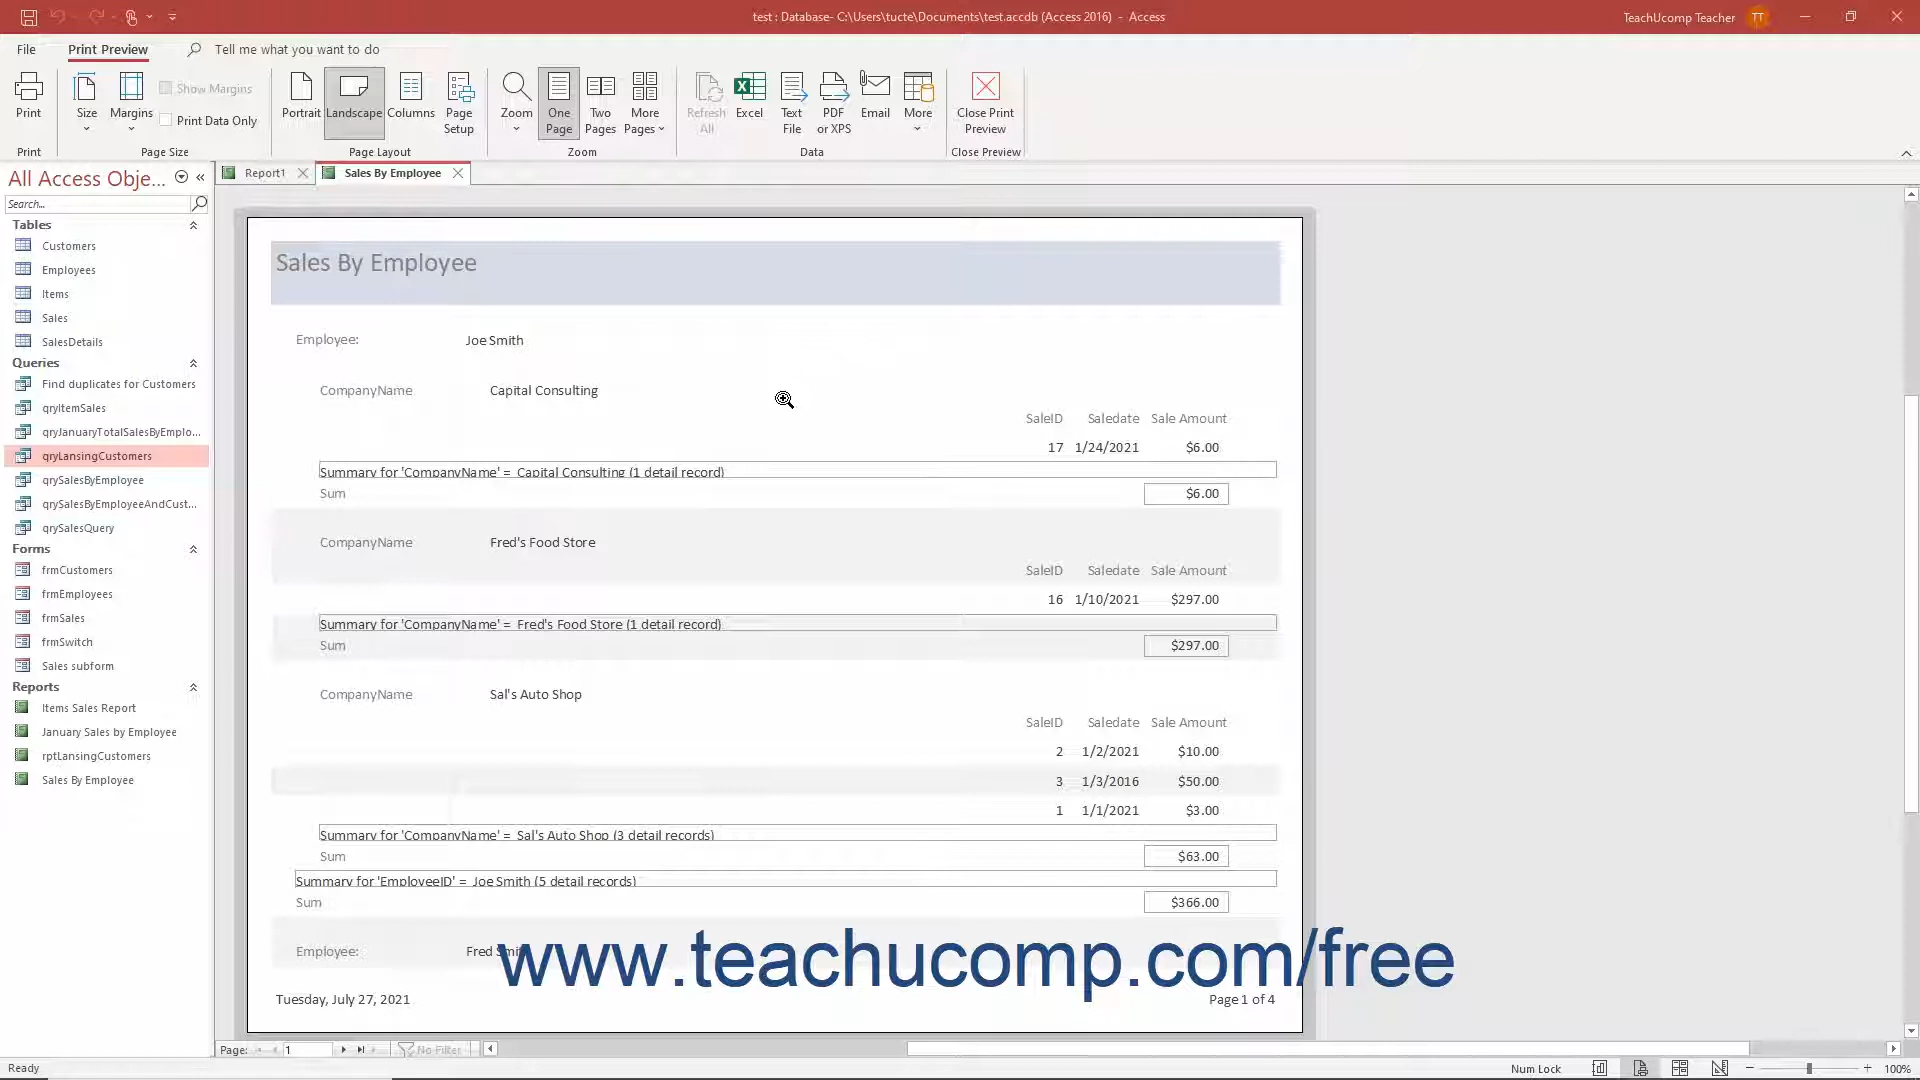 test : Database- C:\Users\tucte\Documents\test.accdb (Access 2016) - Access
TeachUcomp Teacher TT
File Print Preview Tell me what you want to do
Print
Size
Margins
Show Margins
Print Data Only
Portrait
Landscape
Columns
Page Setup
Zoom
One Page
Two Pages
More Pages
Refresh All
Excel
Text File
PDF or XPS
Email
More
Close Print Preview
Print Page Size Page Layout Zoom Data Close Preview
All Access Obje...
Report1
Sales By Employee
Search...
Tables
Customers
Employees
Items
Sales
SalesDetails
Queries
Find duplicates for Customers
qryItemSales
qryJanuaryTotalSalesByEmplo...
qryLansingCustomers
qrySalesByEmployee
qrySalesByEmployeeAndCust...
qrySalesQuery
Forms
frmCustomers
frmEmployees
frmSales
frmSwitch
Sales subform
Reports
Items Sales Report
January Sales by Employee
rptLansingCustomers
Sales By Employee
Sales By Employee
Employee: Joe Smith
CompanyName Capital Consulting
SaleID Saledate Sale Amount
17 1/24/2021 $6.00
Summary for 'CompanyName' = Capital Consulting (1 detail record)
Sum $6.00
CompanyName Fred's Food Store
SaleID Saledate Sale Amount
16 1/10/2021 $297.00
Summary for 'CompanyName' = Fred's Food Store (1 detail record)
Sum $297.00
CompanyName Sal's Auto Shop
SaleID Saledate Sale Amount
2 1/2/2021 $10.00
3 1/3/2016 $50.00
1 1/1/2021 $3.00
Summary for 'CompanyName' = Sal's Auto Shop (3 detail records)
Sum $63.00
Summary for 'EmployeeID' = Joe Smith (5 detail records)
Sum $366.00
Employee: Fred Smith
www.teachucomp.com/free
Tuesday, July 27, 2021 Page 1 of 4
Page: 1 No Filter
Ready Num Lock 100%